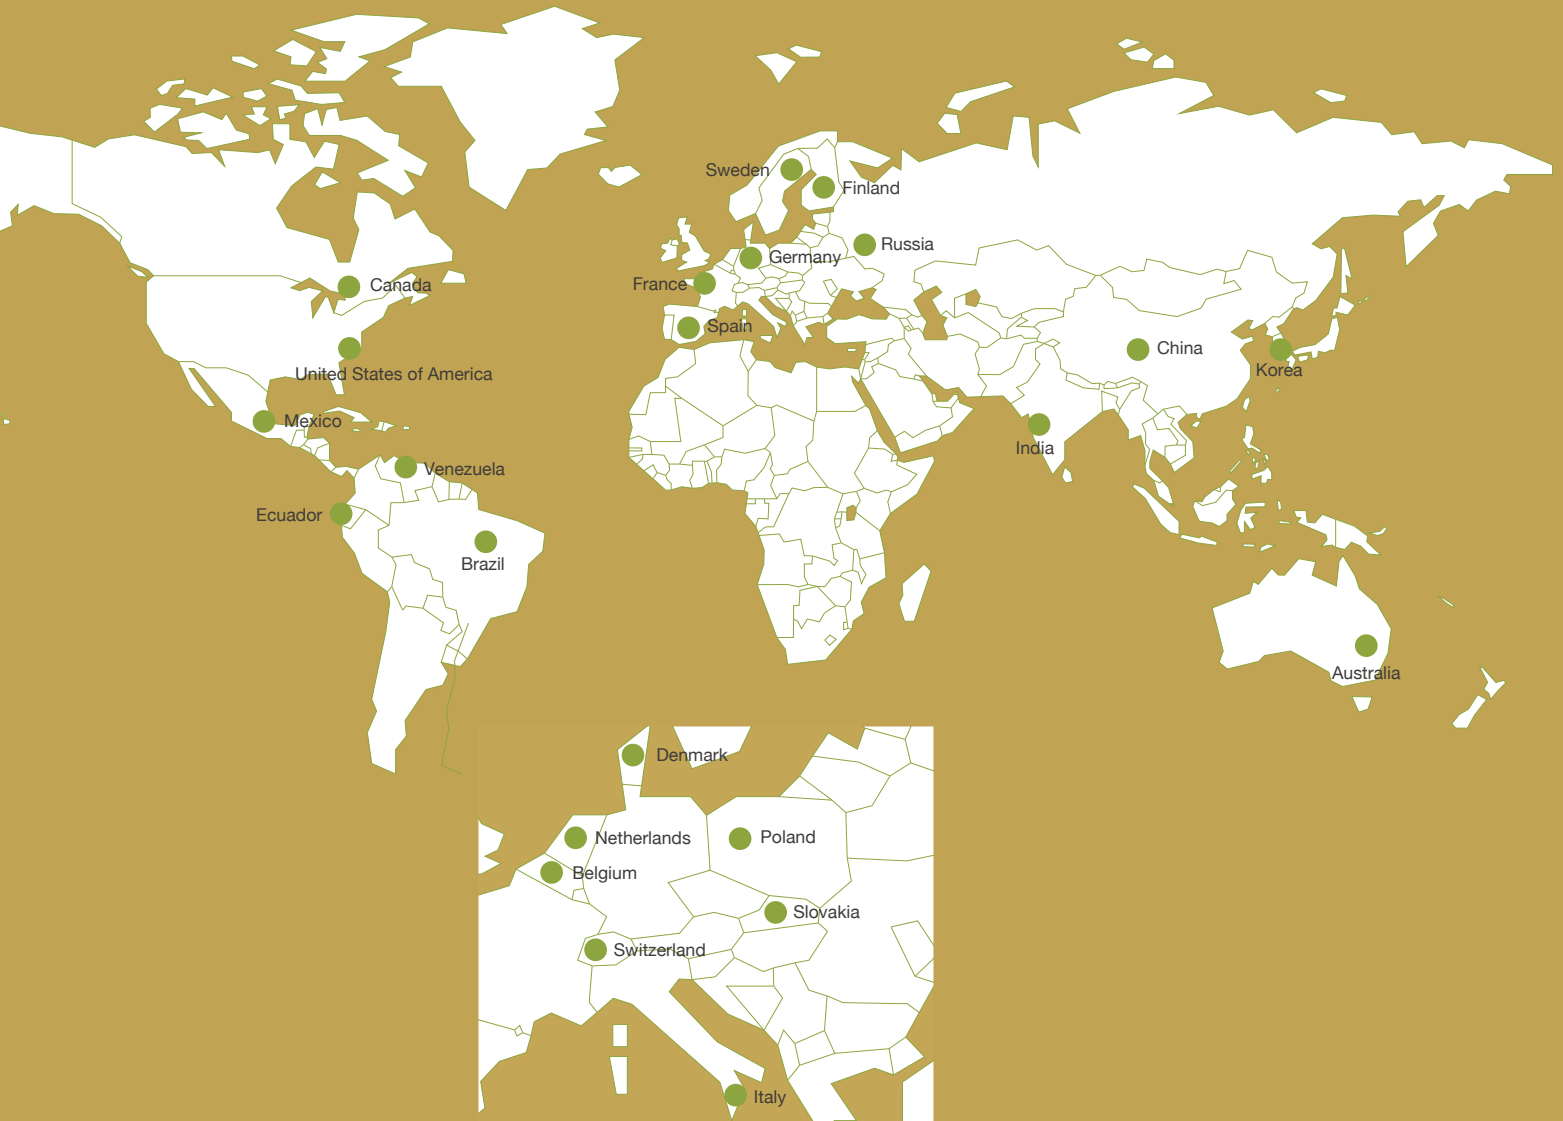 Sweden
Finland
Russia
Germany
France
Canada
Spain
China
Korea
United States of America
Mexico
India
Venezuela
Ecuador
Brazil
Australia
Denmark
Netherlands
Poland
Belgium
Slovakia
Switzerland
Italy